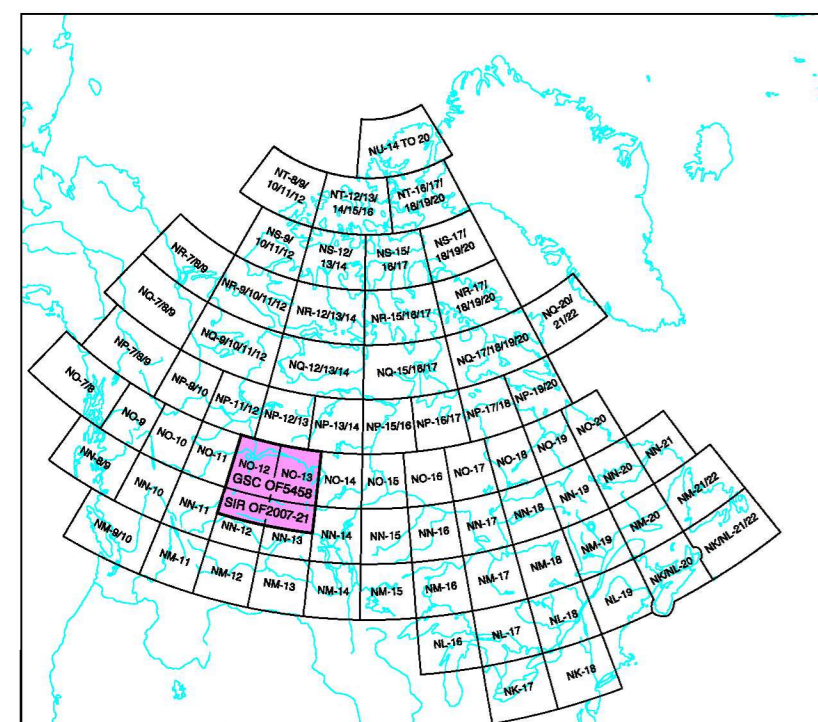 NU-14 TO 20
NT-8/9/
10/11/12
NT-12/13/
14/15/16
NT-16/17/
18/19/20
NS-9/
10/11/12
NS-12/
13/14
NS-15/
16/17
NS-17/
18/19/20
NR-7/8/9
NR-9/10/11/12
NR-12/13/14
NR-15/16/17
NR-17/
18/19/20
NQ-7/8/9
NQ-9/10/11/12
NQ-12/13/14
NQ-15/16/17
NQ-17/18/19/20
NQ-20/
21/22
NP-7/8/9
NP-9/10
NP-11/12
NP-12/13
NP-13/14
NP-15/16
NP-16/17
NP-17/18
NP-19/20
NO-7/8
NO-9
NO-10
NO-11
NO-12
NO-13
NO-14
NO-15
NO-16
NO-17
NO-18
NO-19
NO-20
GSC OF5458
SIR OF2007-21
NN-8/9
NN-10
NN-11
NN-12
NN-13
NN-14
NN-15
NN-16
NN-17
NN-18
NN-19
NN-20
NN-21
NM-9/10
NM-11
NM-12
NM-13
NM-14
NM-15
NM-16
NM-17
NM-18
NM-19
NM-20
NM-21/22
NL-16
NL-17
NL-18
NL-19
NK/NL-20
NK/NL-21/22
NK-17
NK-18